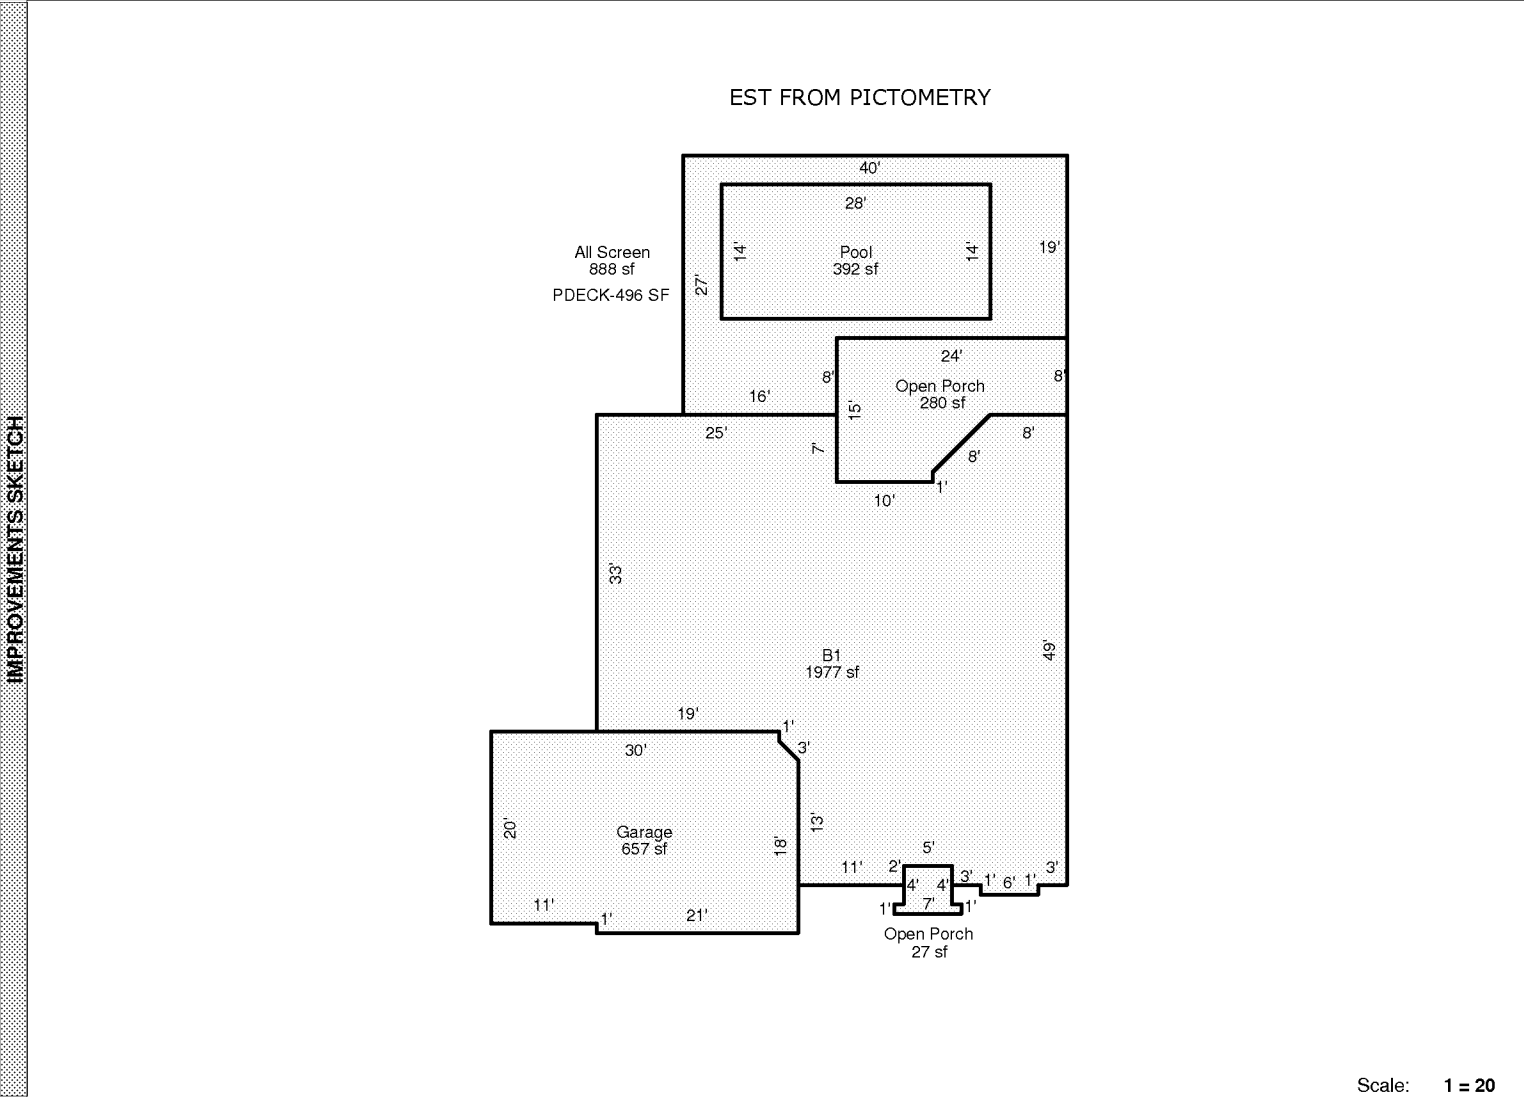 IMPROVEMENTS SKETCH
EST FROM PICTOMETRY
40'
28'
14'
14'
19'
27'
All Screen
888 sf
PDECK-496 SF
Pool
392 sf
24'
8'
8'
16'
15'
Open Porch
280 sf
25'
7'
8'
8'
10'
1'
33'
49'
B1
1977 sf
19'
1'
3'
30'
20'
18'
13'
Garage
657 sf
11'
1'
21'
11'
2'
5'
4'
4'
3'
1'
6'
1'
3'
1'
7'
1'
Open Porch
27 sf
Scale: 1 = 20